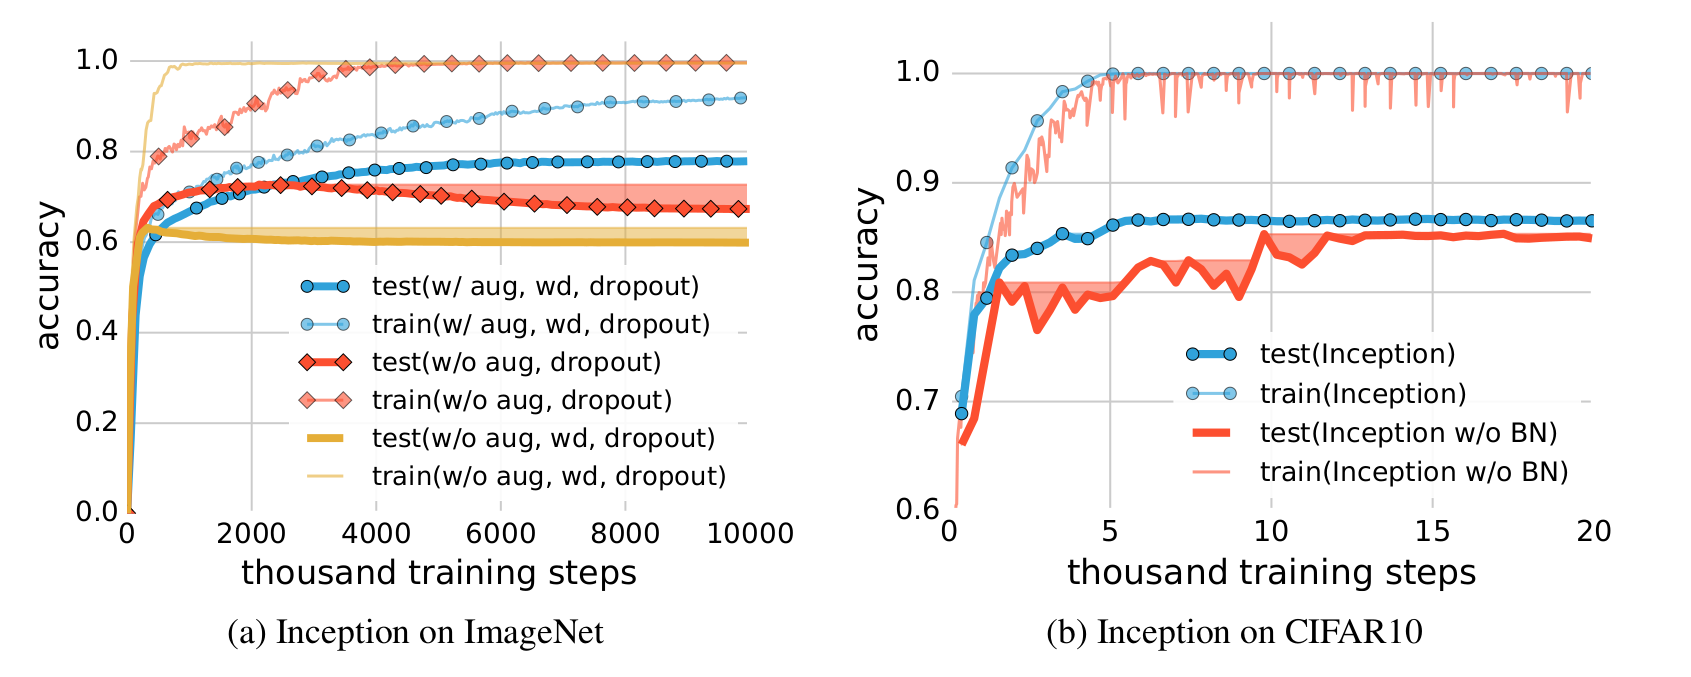 1.0
0.8
0.6
0.4
0.2
0.0
accuracy
0 2000 4000 6000 8000 10000
thousand training steps
test(w/ aug, wd, dropout)
train(w/ aug, wd, dropout)
test(w/o aug, dropout)
train(w/o aug, dropout)
test(w/o aug, wd, dropout)
train(w/o aug, wd, dropout)
(a) Inception on ImageNet
1.0
0.9
0.8
0.7
0.6
accuracy
0 5 10 15 20
thousand training steps
test(Inception)
train(Inception)
test(Inception w/o BN)
train(Inception w/o BN)
(b) Inception on CIFAR10